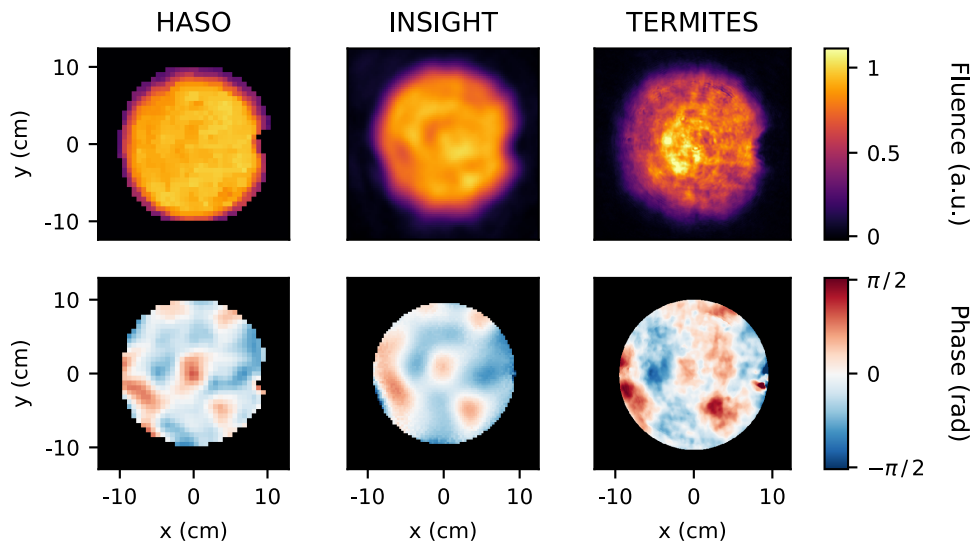 HASO
INSIGHT
TERMITES
10
0
-10
y (cm)
1
0.5
0
Fluence (a.u.)
10
0
-10
y (cm)
-10
0
10
x (cm)
-10
0
10
x (cm)
-10
0
10
x (cm)
π/2
0
−π/2
Phase (rad)